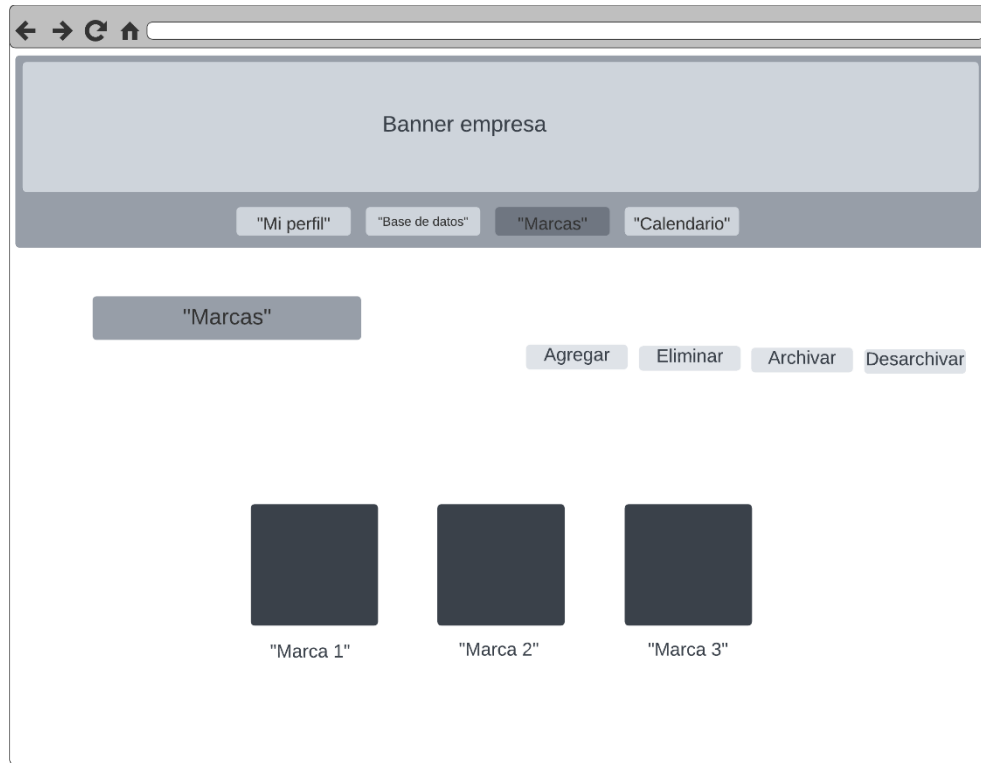 Banner empresa
"Mi perfil"
"Base de datos"
"Marcas"
"Calendario"
"Marcas"
Agregar
Eliminar
Archivar
Desarchivar
"Marca 1"
"Marca 2"
"Marca 3"